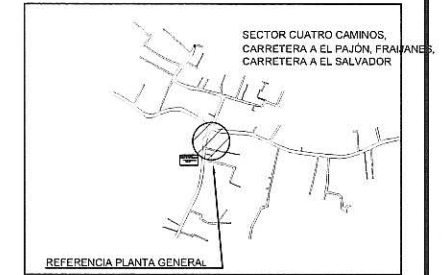 SECTOR CUATRO CAMINOS,
CARRETERA A EL PAJÓN, FRAIJANES,
CARRETERA A EL SALVADOR
REFERENCIA PLANTA GENERAL